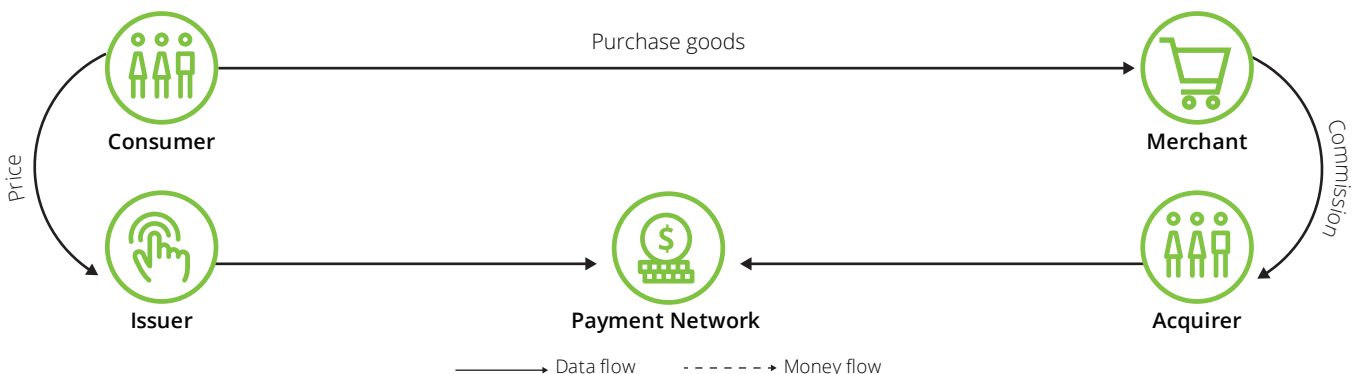 Purchase goods
Consumer
Merchant
Price
Commission
$
Issuer
Payment Network
Acquirer
Data flow
Money flow